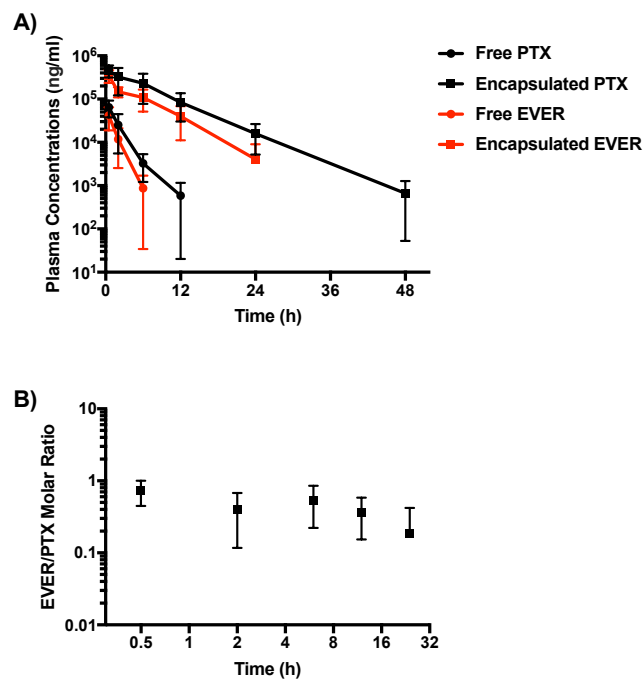 A)
Plasma Concentrations (ng/ml)
10⁶
10⁵
10⁴
10³
10²
10¹
0 12 24 36 48
Time (h)
Free PTX
Encapsulated PTX
Free EVER
Encapsulated EVER
B)
EVER/PTX Molar Ratio
10
1
0.1
0.01
0.5 1 2 4 8 16 32
Time (h)